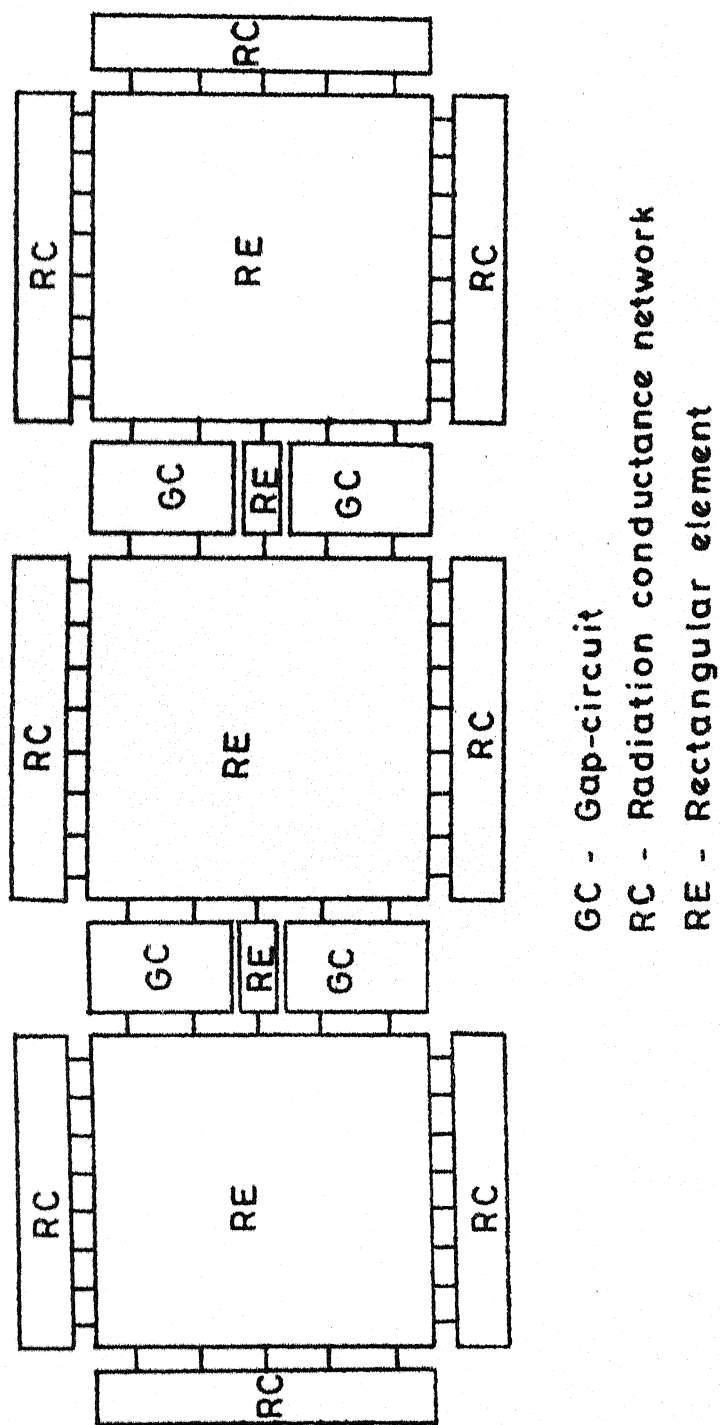 RC RC RC
GC GC
RC RE RE RE RE RE RC
GC GC
RC RC RC
GC - Gap-circuit
RC - Radiation conductance network
RE - Rectangular element